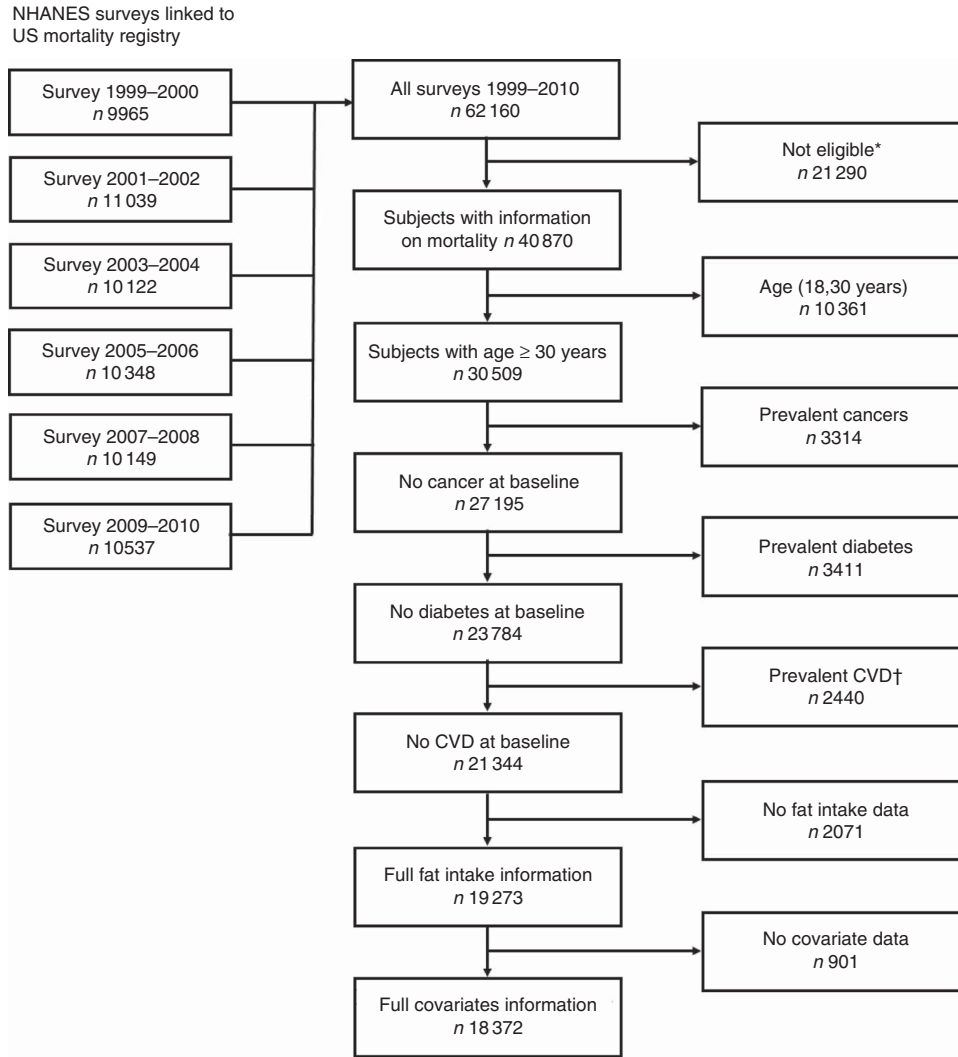 NHANES surveys linked to
US mortality registry
Survey 1999–2000
n 9965
Survey 2001–2002
n 11 039
Survey 2003–2004
n 10 122
Survey 2005–2006
n 10 348
Survey 2007–2008
n 10 149
Survey 2009–2010
n 10537
All surveys 1999–2010
n 62 160
Not eligible*
n 21 290
Subjects with information
on mortality n 40 870
Age (18,30 years)
n 10 361
Subjects with age ≥ 30 years
n 30 509
Prevalent cancers
n 3314
No cancer at baseline
n 27 195
Prevalent diabetes
n 3411
No diabetes at baseline
n 23 784
Prevalent CVD†
n 2440
No CVD at baseline
n 21 344
No fat intake data
n 2071
Full fat intake information
n 19 273
No covariate data
n 901
Full covariates information
n 18 372